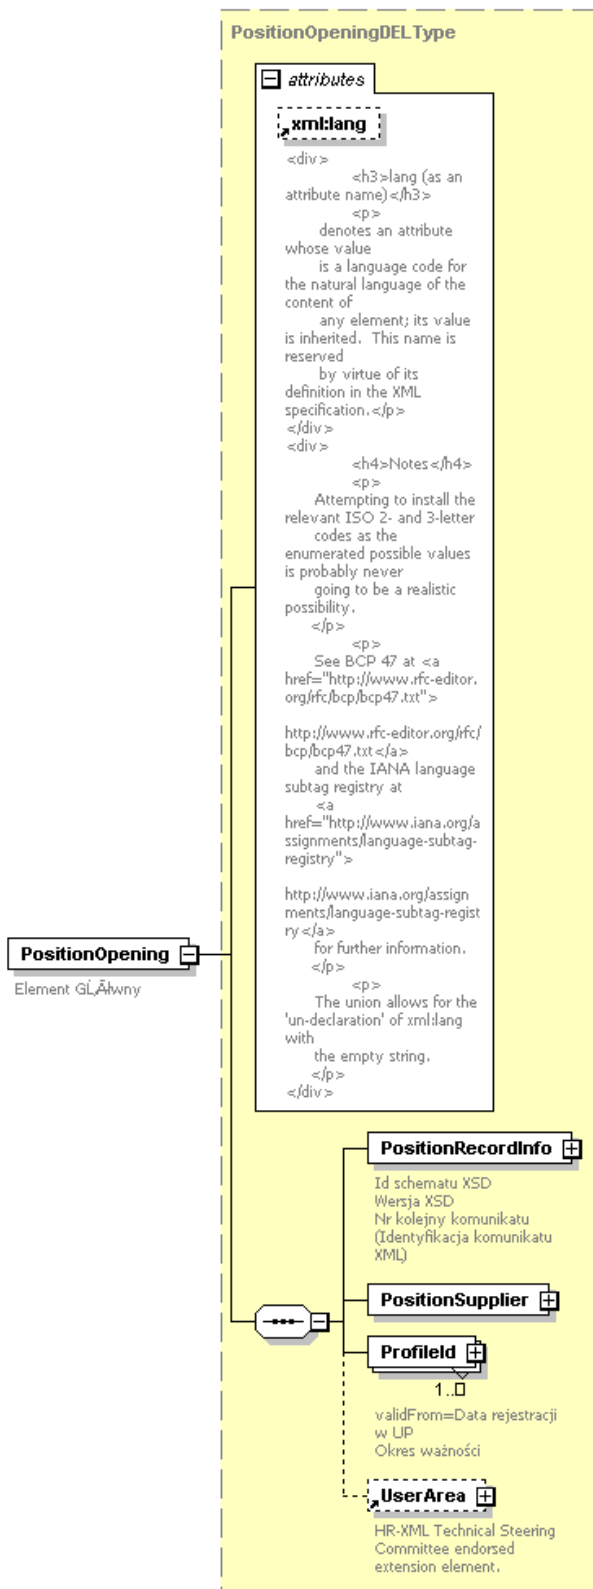 PositionOpeningDELType
attributes
xml:lang
<div>
<h3>lang (as an
attribute name)</h3>
<p>
denotes an attribute
whose value
is a language code for
the natural language of the
content of
any element; its value
is inherited. This name is
reserved
by virtue of its
definition in the XML
specification.</p>
</div>
<div>
<h4>Notes</h4>
<p>
Attempting to install the
relevant ISO 2- and 3-letter
codes as the
enumerated possible values
is probably never
going to be a realistic
possibility.
</p>
<p>
See BCP 47 at <a
href="http://www.rfc-editor.
org/rfc/bcp/bcp47.txt">
http://www.rfc-editor.org/rfc/
bcp/bcp47.txt</a>
and the IANA language
subtag registry at
<a
href="http://www.iana.org/a
ssignments/language-subtag-
registry">
http://www.iana.org/assign
ments/language-subtag-regist
ry</a>
for further information.
</p>
<p>
The union allows for the
'un-declaration' of xml:lang
with
the empty string.
</p>
</div>
PositionOpening
Element
PositionRecordInfo
Id schematu XSD
Wersja XSD
Nr kolejny komunikatu
(Identyfikacja komunikatu
XML)
PositionSupplier
ProfileId
1..
validFrom=Data rejestracji
w UP
Okres ważności
UserArea
HR-XML Technical Steering
Committee endorsed
extension element.